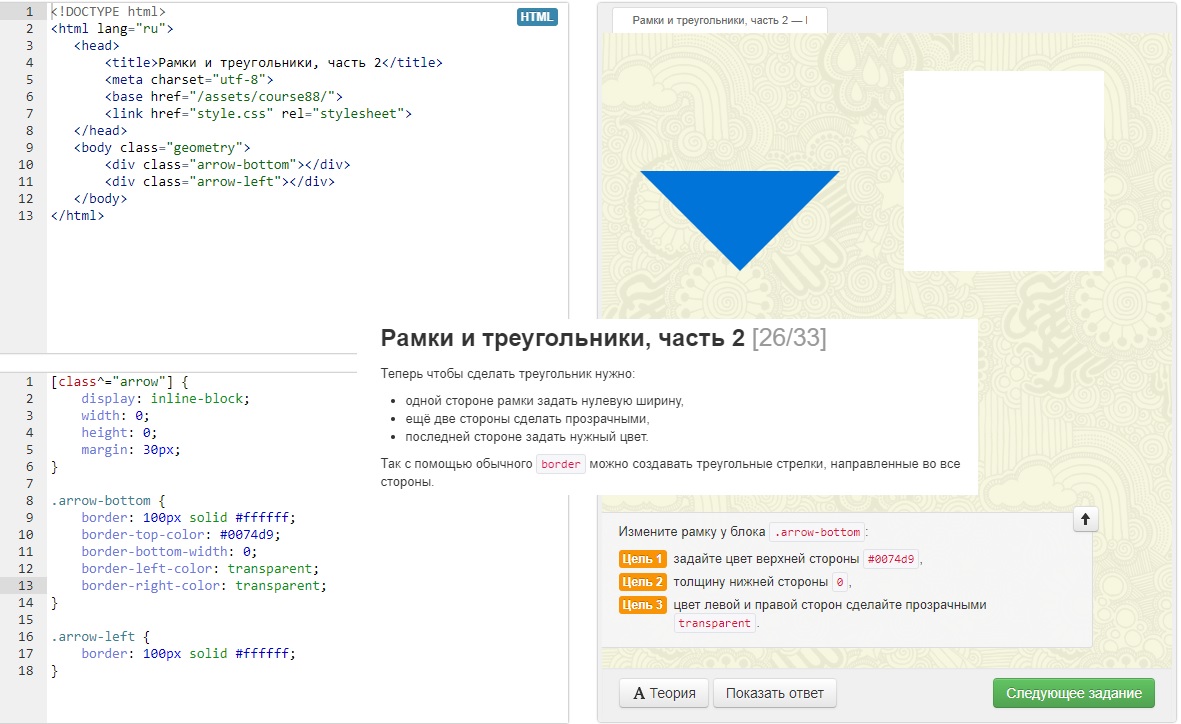 1 <!DOCTYPE html>
HTML
2 <html lang="ru">
3 <head>
4 <title>Рамки и треугольники, часть 2</title>
5 <meta charset="utf-8">
6 <base href="/assets/course88/">
7 <link href="style.css" rel="stylesheet">
8 </head>
9 <body class="geometry">
10 <div class="arrow-bottom"></div>
11 <div class="arrow-left"></div>
12 </body>
13 </html>
1 [class^="arrow"] {
2 display: inline-block;
3 width: 0;
4 height: 0;
5 margin: 30px;
6 }
7
8 .arrow-bottom {
9 border: 100px solid #ffffff;
10 border-top-color: #0074d9;
11 border-bottom-width: 0;
12 border-left-color: transparent;
13 border-right-color: transparent;
14 }
15
16 .arrow-left {
17 border: 100px solid #ffffff;
18 }
Рамки и треугольники, часть 2 —
Рамки и треугольники, часть 2 [26/33]
Теперь чтобы сделать треугольник нужно:
• одной стороне рамки задать нулевую ширину,
• ещё две стороны сделать прозрачными,
• последней стороне задать нужный цвет.
Так с помощью обычного border можно создавать треугольные стрелки, направленные во все
стороны.
Измените рамку у блока .arrow-bottom:
Цель 1 задайте цвет верхней стороны #0074d9,
Цель 2 толщину нижней стороны 0,
Цель 3 цвет левой и правой сторон сделайте прозрачными
transparent.
А Теория
Показать ответ
Следующее задание